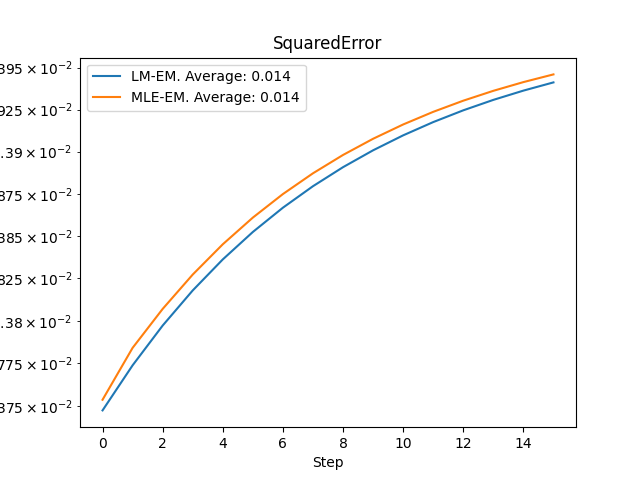 SquaredError
LM-EM. Average: 0.014
MLE-EM. Average: 0.014
395 × 10⁻²
925 × 10⁻²
.39 × 10⁻²
875 × 10⁻²
385 × 10⁻²
825 × 10⁻²
.38 × 10⁻²
775 × 10⁻²
375 × 10⁻²
0 2 4 6 8 10 12 14
Step